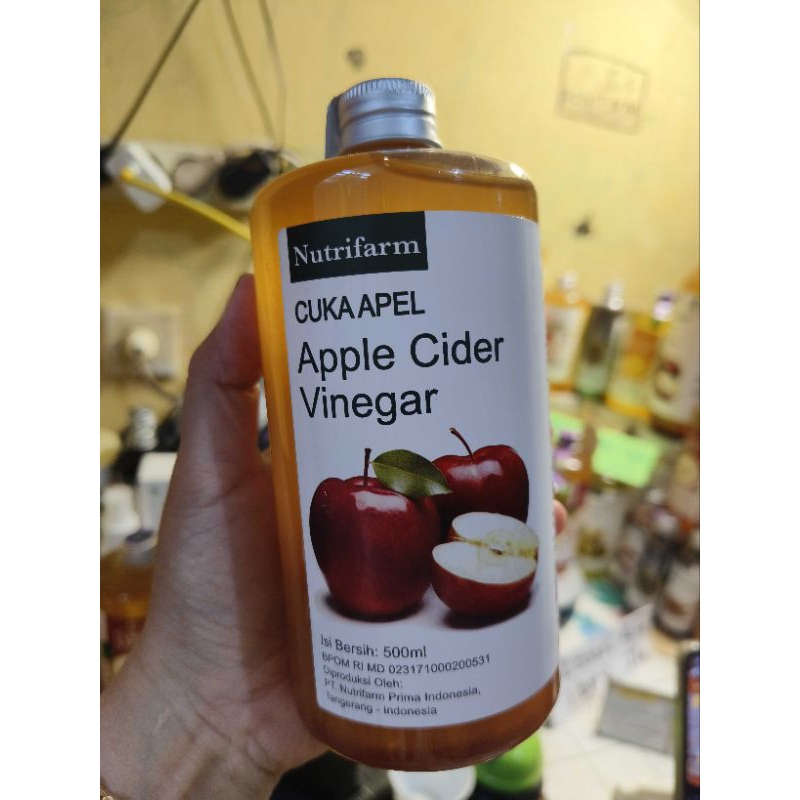 Nutrifarm
CUKA APEL
Apple Cider
Vinegar
Isi Bersih: 500ml
BPOM RI MD 023171000200531
Diproduksi Oleh:
PT. Nutrifarm Prima Indonesia,
Tangerang - Indonesia